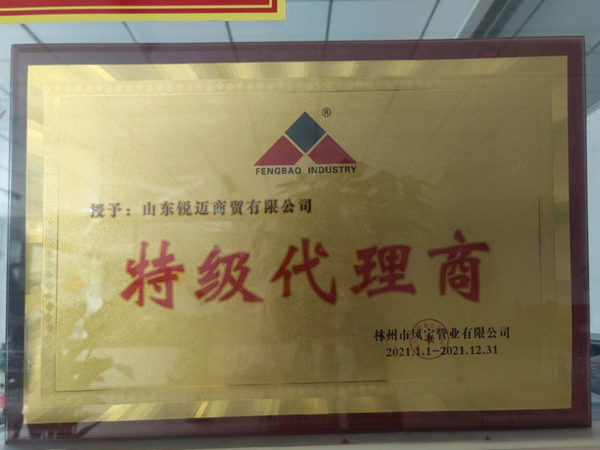 ®
FENGBAO INDUSTRY
授予：山东锐迈商贸有限公司
特级代理商
林州市凤宝管业有限公司
2021.1.1-2021.12.31